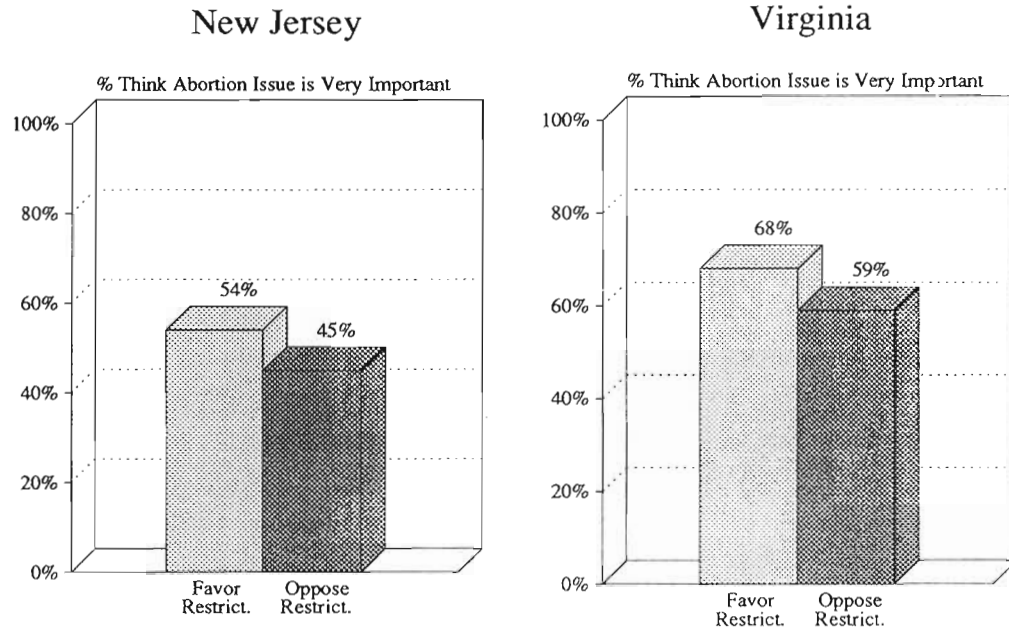 New Jersey
% Think Abortion Issue is Very Important
100%
80%
60%
40%
20%
0%
54%
45%
Favor
Restrict.
Oppose
Restrict.
Virginia
% Think Abortion Issue is Very Important
100%
80%
60%
40%
20%
0%
68%
59%
Favor
Restrict.
Oppose
Restrict.